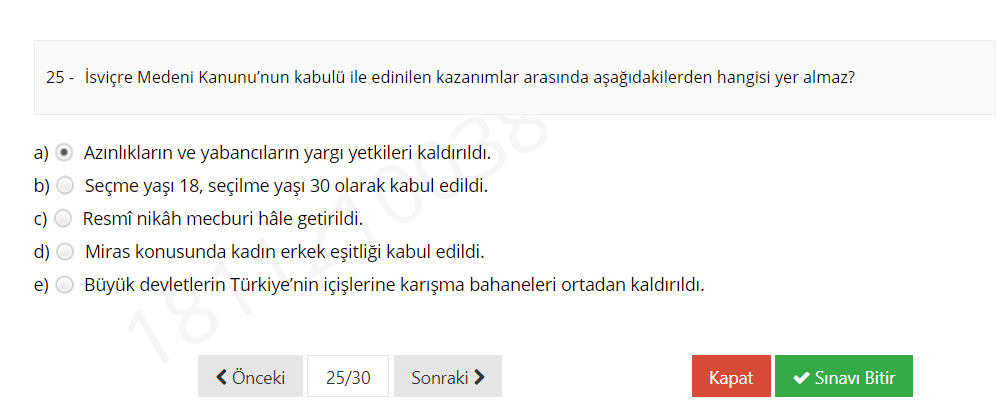 25 - İsviçre Medeni Kanunu’nun kabulü ile edinilen kazanımlar arasında aşağıdakilerden hangisi yer almaz?
a) Azınlıkların ve yabancıların yargı yetkileri kaldırıldı.
b) Seçme yaşı 18, seçilme yaşı 30 olarak kabul edildi.
c) Resmî nikâh mecburi hâle getirildi.
d) Miras konusunda kadın erkek eşitliği kabul edildi.
e) Büyük devletlerin Türkiye’nin içişlerine karışma bahaneleri ortadan kaldırıldı.
Önceki 25/30 Sonraki Kapat Sınavı Bitir